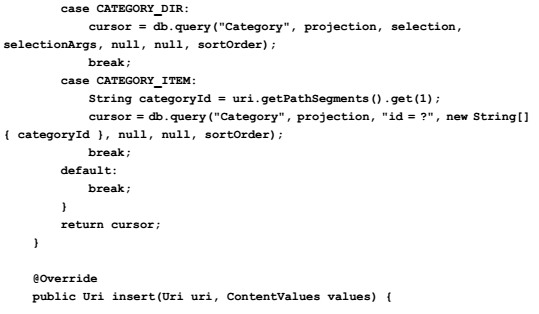 case CATEGORY_DIR:
            cursor = db.query("Category", projection, selection,
selectionArgs, null, null, sortOrder);
            break;
        case CATEGORY_ITEM:
            String categoryId = uri.getPathSegments().get(1);
            cursor = db.query("Category", projection, "id = ?", new String[]
{ categoryId }, null, null, sortOrder);
            break;
        default:
            break;
        }
        return cursor;
    }

    @Override
    public Uri insert(Uri uri, ContentValues values) {